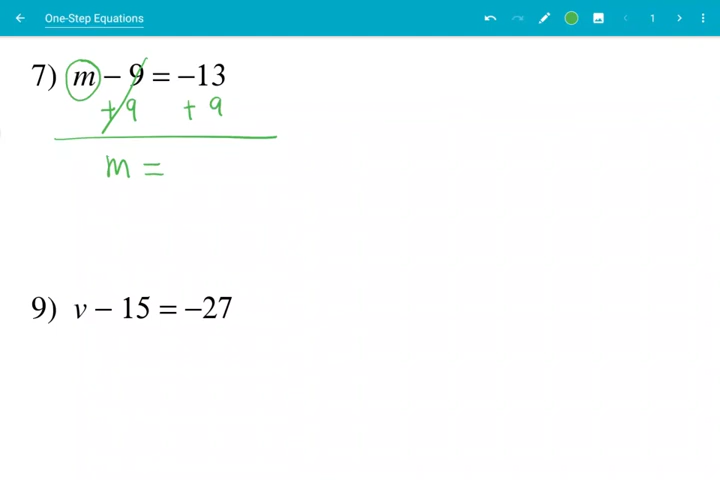 One-Step Equations
1
7) m − 9 = −13
+9 +9
m =
9) v − 15 = −27